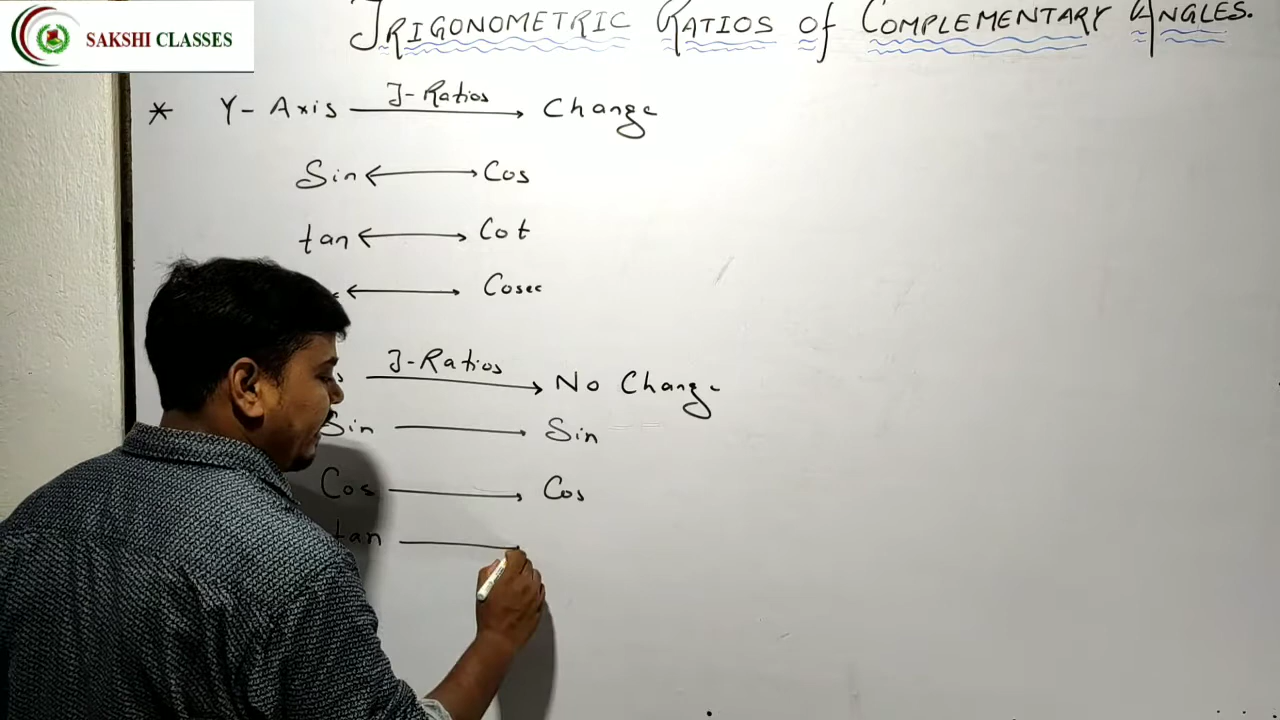 SAKSHI CLASSES
TRIGONOMETRIC RATIOS of COMPLEMENTARY ANGLES.
* Y-Axis T-Ratios → Change
Sin ↔ Cos
tan ↔ Cot
↔ Cosec
T-Ratios → No Change
Sin → Sin
Cos → Cos
tan